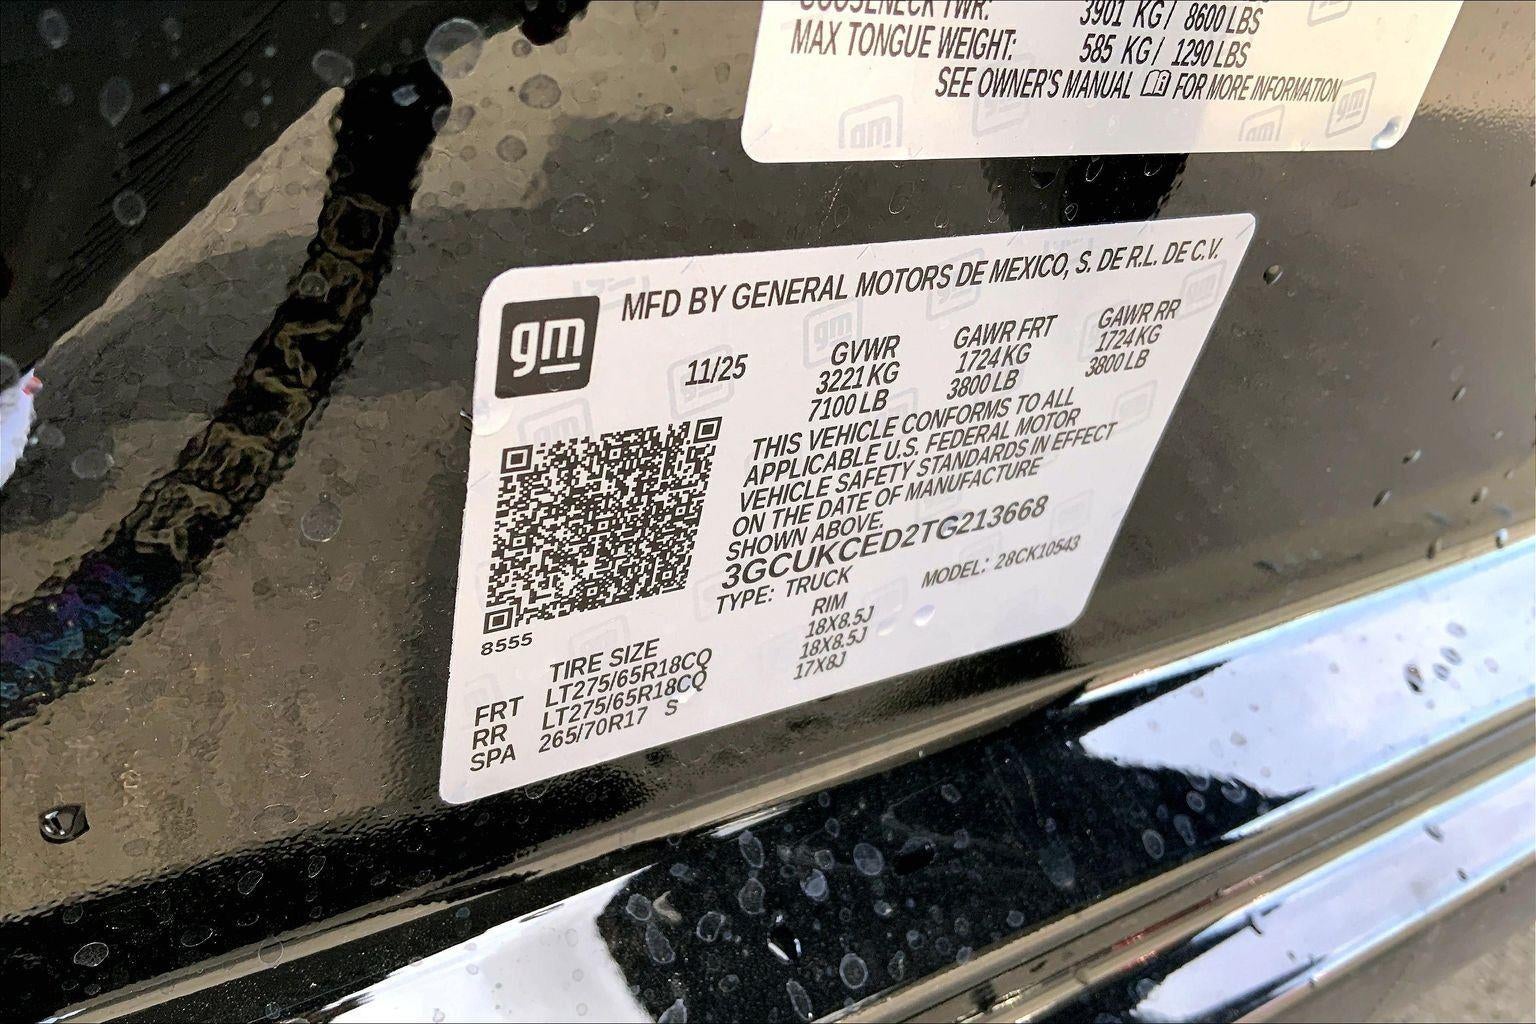 GOOSENECK TWR: 3901 KG/ 8600 LBS
MAX TONGUE WEIGHT: 585 KG/ 1290 LBS
SEE OWNER'S MANUAL FOR MORE INFORMATION
gm
MFD BY GENERAL MOTORS DE MEXICO, S. DE R.L. DE C.V.
11/25 GVWR GAWR FRT GAWR RR
3221 KG 1724 KG 1724 KG
7100 LB 3800 LB 3800 LB
THIS VEHICLE CONFORMS TO ALL
APPLICABLE U.S. FEDERAL MOTOR
VEHICLE SAFETY STANDARDS IN EFFECT
ON THE DATE OF MANUFACTURE
SHOWN ABOVE.
3GCUKCED2TG213668
TYPE: TRUCK MODEL: 28CK10543
8555
TIRE SIZE RIM
FRT LT275/65R18CQ 18X8.5J
RR LT275/65R18CQ 18X8.5J
SPA 265/70R17 S 17X8J